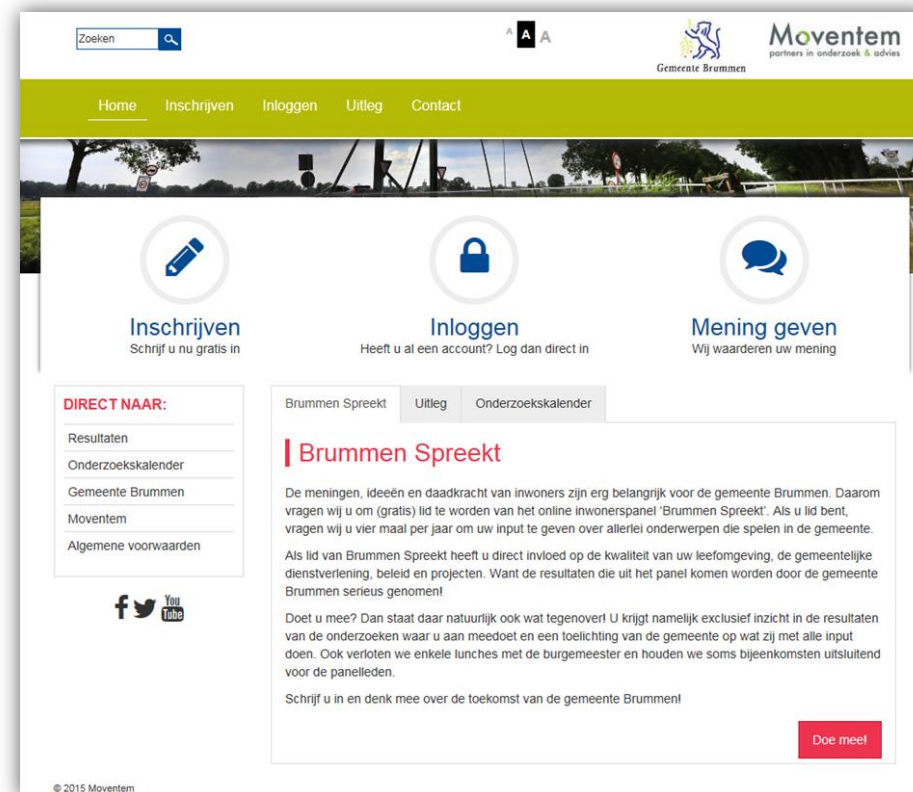 Zoeken
A A A
Gemeente Brummen
Moventem
partners in onderzoek & advies
Home Inschrijven Inloggen Uitleg Contact
Inschrijven
Schrijf u nu gratis in
Inloggen
Heeft u al een account? Log dan direct in
Mening geven
Wij waarderen uw mening
DIRECT NAAR:
Resultaten
Onderzoekskalender
Gemeente Brummen
Moventem
Algemene voorwaarden
You
Tube
Brummen Spreekt Uitleg Onderzoekskalender
Brummen Spreekt
De meningen, ideeën en daadkracht van inwoners zijn erg belangrijk voor de gemeente Brummen. Daarom
vragen wij u om (gratis) lid te worden van het online inwonerspanel ‘Brummen Spreekt’. Als u lid bent,
vragen wij u vier maal per jaar om uw input te geven over allerlei onderwerpen die spelen in de gemeente.
Als lid van Brummen Spreekt heeft u direct invloed op de kwaliteit van uw leefomgeving, de gemeentelijke
dienstverlening, beleid en projecten. Want de resultaten die uit het panel komen worden door de gemeente
Brummen serieus genomen!
Doet u mee? Dan staat daar natuurlijk ook wat tegenover! U krijgt namelijk exclusief inzicht in de resultaten
van de onderzoeken waar u aan meedoet en een toelichting van de gemeente op wat zij met alle input
doen. Ook verloten we enkele lunches met de burgemeester en houden we soms bijeenkomsten uitsluitend
voor de panelleden.
Schrijf u in en denk mee over de toekomst van de gemeente Brummen!
Doe mee!
© 2015 Moventem